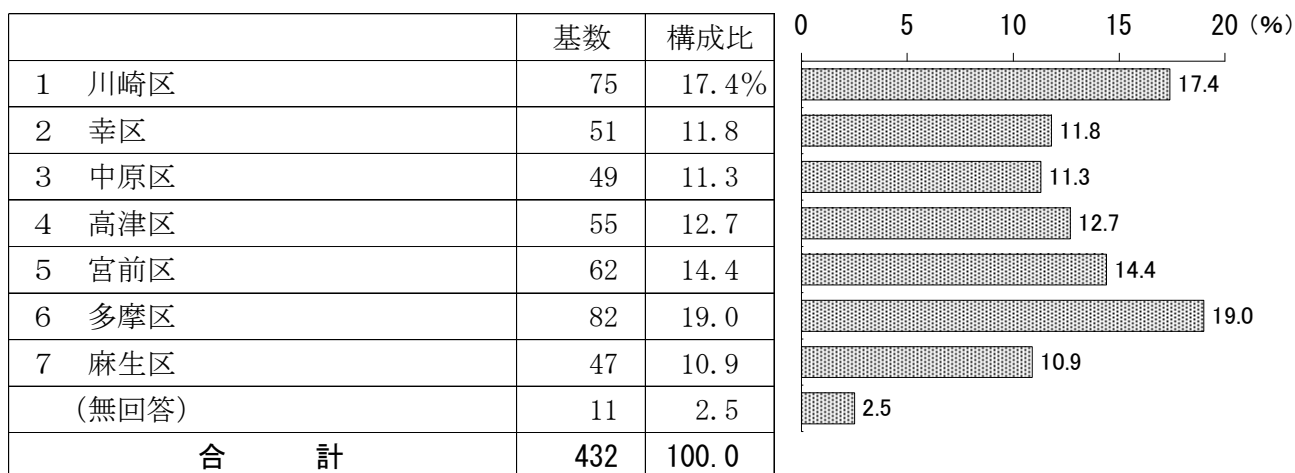 基数 構成比
1 川崎区 75 17.4%
2 幸区 51 11.8
3 中原区 49 11.3
4 高津区 55 12.7
5 宮前区 62 14.4
6 多摩区 82 19.0
7 麻生区 47 10.9
(無回答) 11 2.5
合 計 432 100.0
0 5 10 15 20 (%)
17.4
11.8
11.3
12.7
14.4
19.0
10.9
2.5